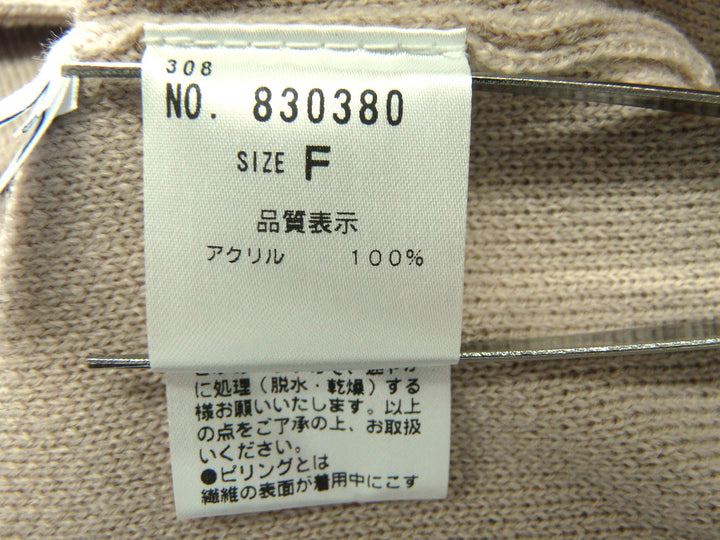 308
NO. 830380
SIZE F
品質表示
アクリル 100%
に処理(脱水・乾燥)する
様お願いいたします。以上
の点をご了承の上、お取扱
いください。
●ピリングとは
繊維の表面が着用中にこす